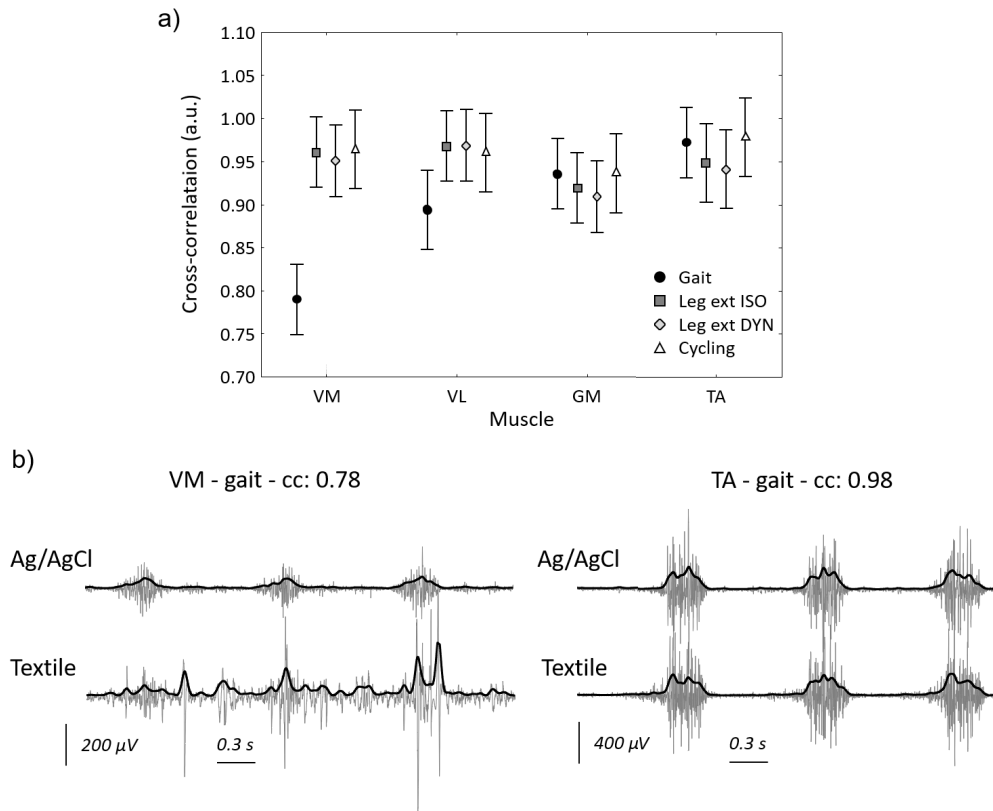 a)
1.10
1.05
1.00
0.95
0.90
0.85
0.80
0.75
0.70
Cross-correlataion (a.u.)
Gait
Leg ext ISO
Leg ext DYN
Cycling
VM VL GM TA
Muscle
b)
VM - gait - cc: 0.78
TA - gait - cc: 0.98
Ag/AgCl
Ag/AgCl
Textile
Textile
200 µV
0.3 s
400 µV
0.3 s